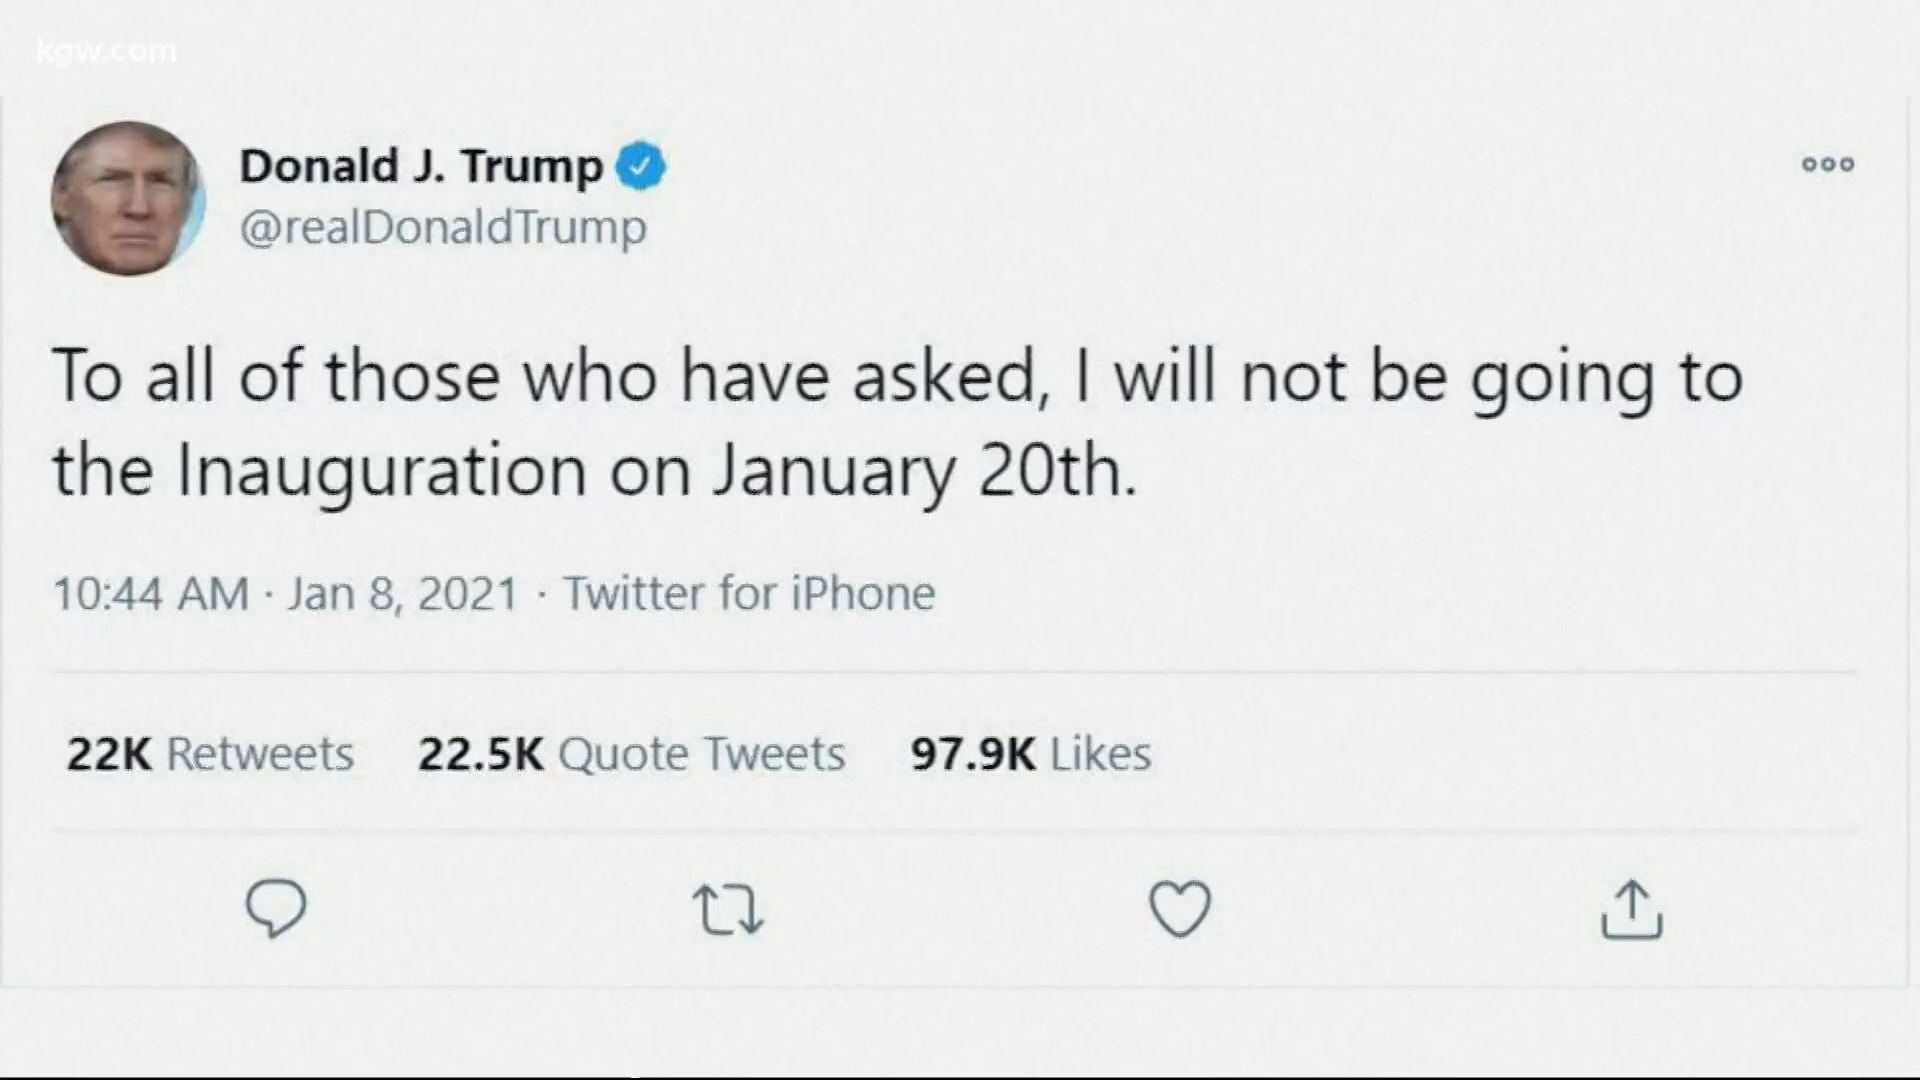 kgw.com
Donald J. Trump
@realDonaldTrump
To all of those who have asked, I will not be going to
the Inauguration on January 20th.
10:44 AM · Jan 8, 2021 · Twitter for iPhone
22K Retweets 22.5K Quote Tweets 97.9K Likes